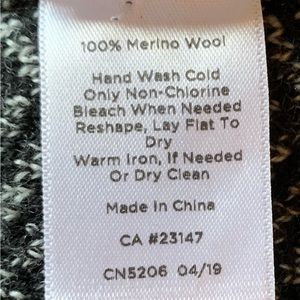 100% Merino Wool
Hand Wash Cold
Only Non-Chlorine
Bleach When Needed
Reshape, Lay Flat To
Dry
Warm Iron, If Needed
Or Dry Clean
Made In China
CA #23147
CN5206 04/19